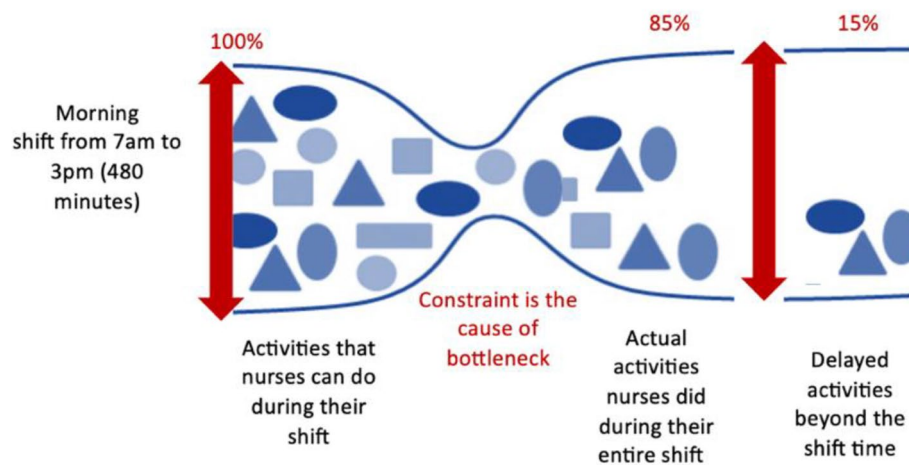 100%
85%
15%
Morning
shift from 7am to
3pm (480
minutes)
Constraint is the
cause of
bottleneck
Activities that
nurses can do
during their
shift
Actual
activities
nurses did
during their
entire shift
Delayed
activities
beyond the
shift time